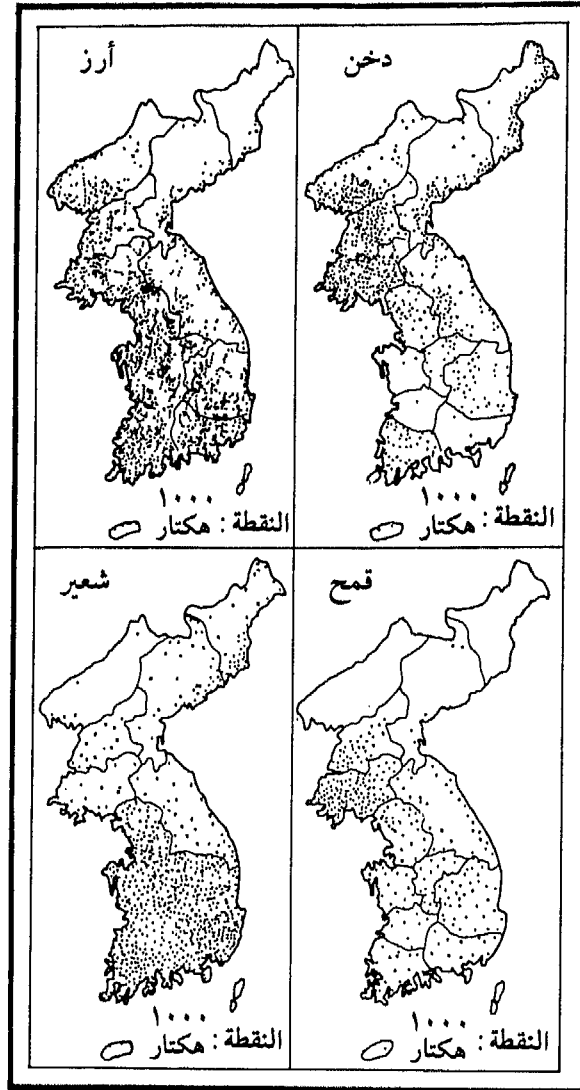 دخن
١٠٠٠
النقطة : هكتار
أرز
١٠٠٠
النقطة : هكتار
قمح
١٠٠٠
النقطة : هكتار
شعير
١٠٠٠
النقطة : هكتار